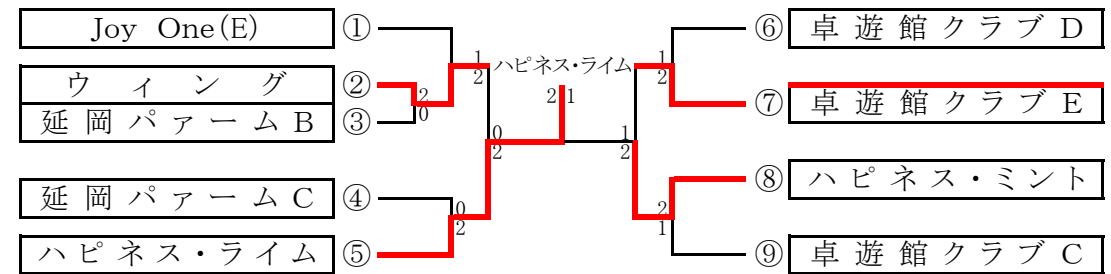 Joy One(E) ① ⑥ 卓遊館クラブD
1 ハピネス・ライム 1
2 2
ウィング ② 2 2 1 ⑦ 卓遊館クラブE
延岡パァームB ③ 0
0 1
2 2
延岡パァームC ④ 0 ⑧ ハピネス・ミント
2 2
ハピネス・ライム ⑤ 1 ⑨ 卓遊館クラブC